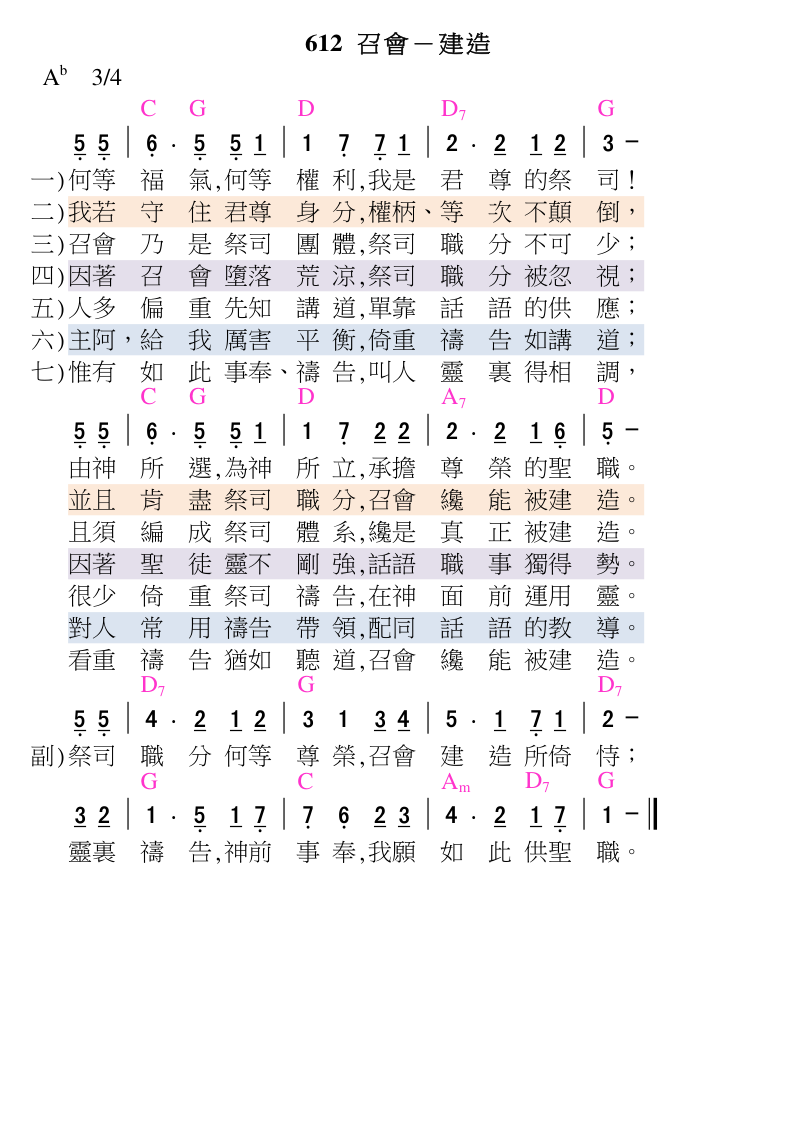 612 召會－建造
Ab 3/4
C G D D7 G
5 5 | 6 · 5 5 1 | 1 7 7 1 | 2 · 2 1 2 | 3 －
一)何等 福 氣,何等 權 利,我是 君 尊 的祭 司！
二)我若 守 住 君尊 身 分,權柄、等 次 不顛 倒，
三)召會 乃 是 祭司 團 體,祭司 職 分 不可 少；
四)因著 召 會 墮落 荒 涼,祭司 職 分 被忽 視；
五)人多 偏 重 先知 講 道,單靠 話 語 的供 應；
六)主阿，給 我 厲害 平 衡,倚重 禱 告 如講 道；
七)惟有 如 此 事奉、禱 告,叫人 靈 裏 得相 調，
C G D A7 D
5 5 | 6 · 5 5 1 | 1 7 2 2 | 2 · 2 1 6 | 5 －
由神 所 選,為神 所 立,承擔 尊 榮 的聖 職。
並且 肯 盡 祭司 職 分,召會 纔 能 被建 造。
且須 編 成 祭司 體 系,纔是 真 正 被建 造。
因著 聖 徒 靈不 剛 強,話語 職 事 獨得 勢。
很少 倚 重 祭司 禱 告,在神 面 前 運用 靈。
對人 常 用 禱告 帶 領,配同 話 語 的教 導。
看重 禱 告 猶如 聽 道,召會 纔 能 被建 造。
D7 G D7
5 5 | 4 · 2 1 2 | 3 1 3 4 | 5 · 1 7 1 | 2 －
副)祭司 職 分 何等 尊 榮,召會 建 造 所倚 恃；
G C Am D7 G
3 2 | 1 · 5 1 7 | 7 6 2 3 | 4 · 2 1 7 | 1 － ‖
靈裏 禱 告,神前 事 奉,我願 如 此 供聖 職。